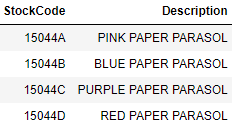 StockCode Description
15044A PINK PAPER PARASOL
15044B BLUE PAPER PARASOL
15044C PURPLE PAPER PARASOL
15044D RED PAPER PARASOL